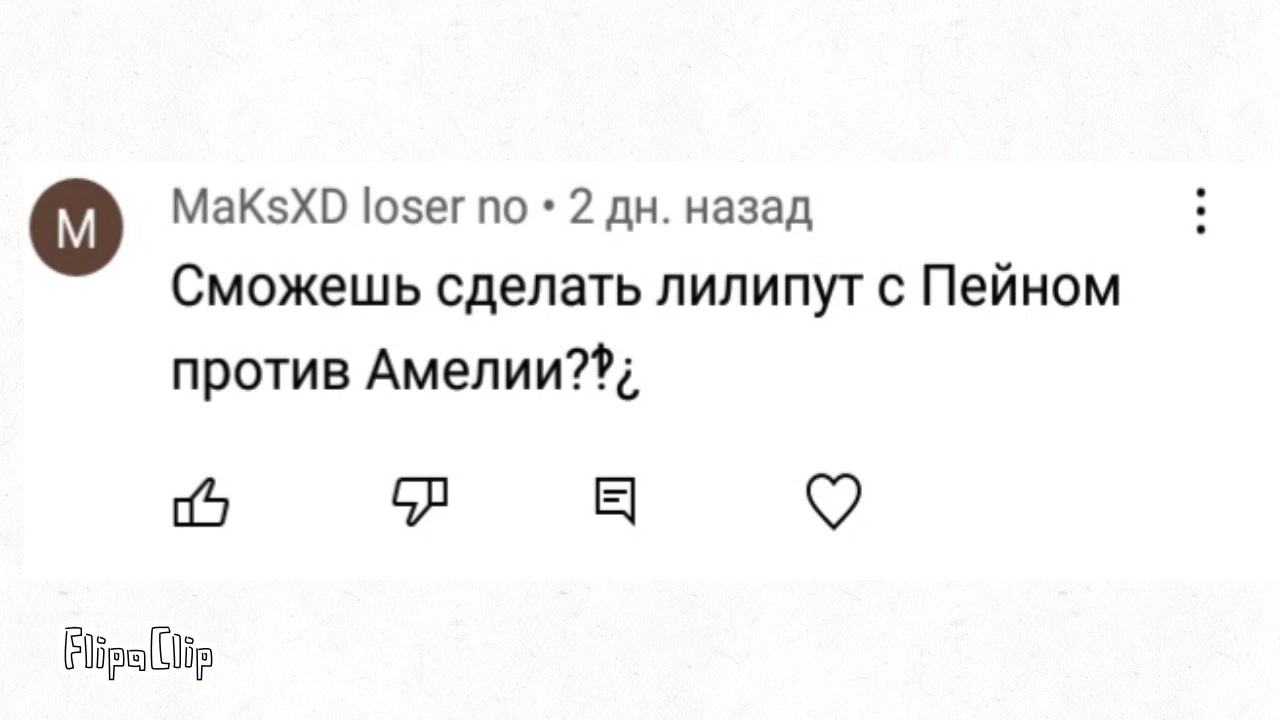 M
MaKsXD loser no • 2 дн. назад
Сможешь сделать лилипут с Пейном
против Амелии??¿
FlipaClip